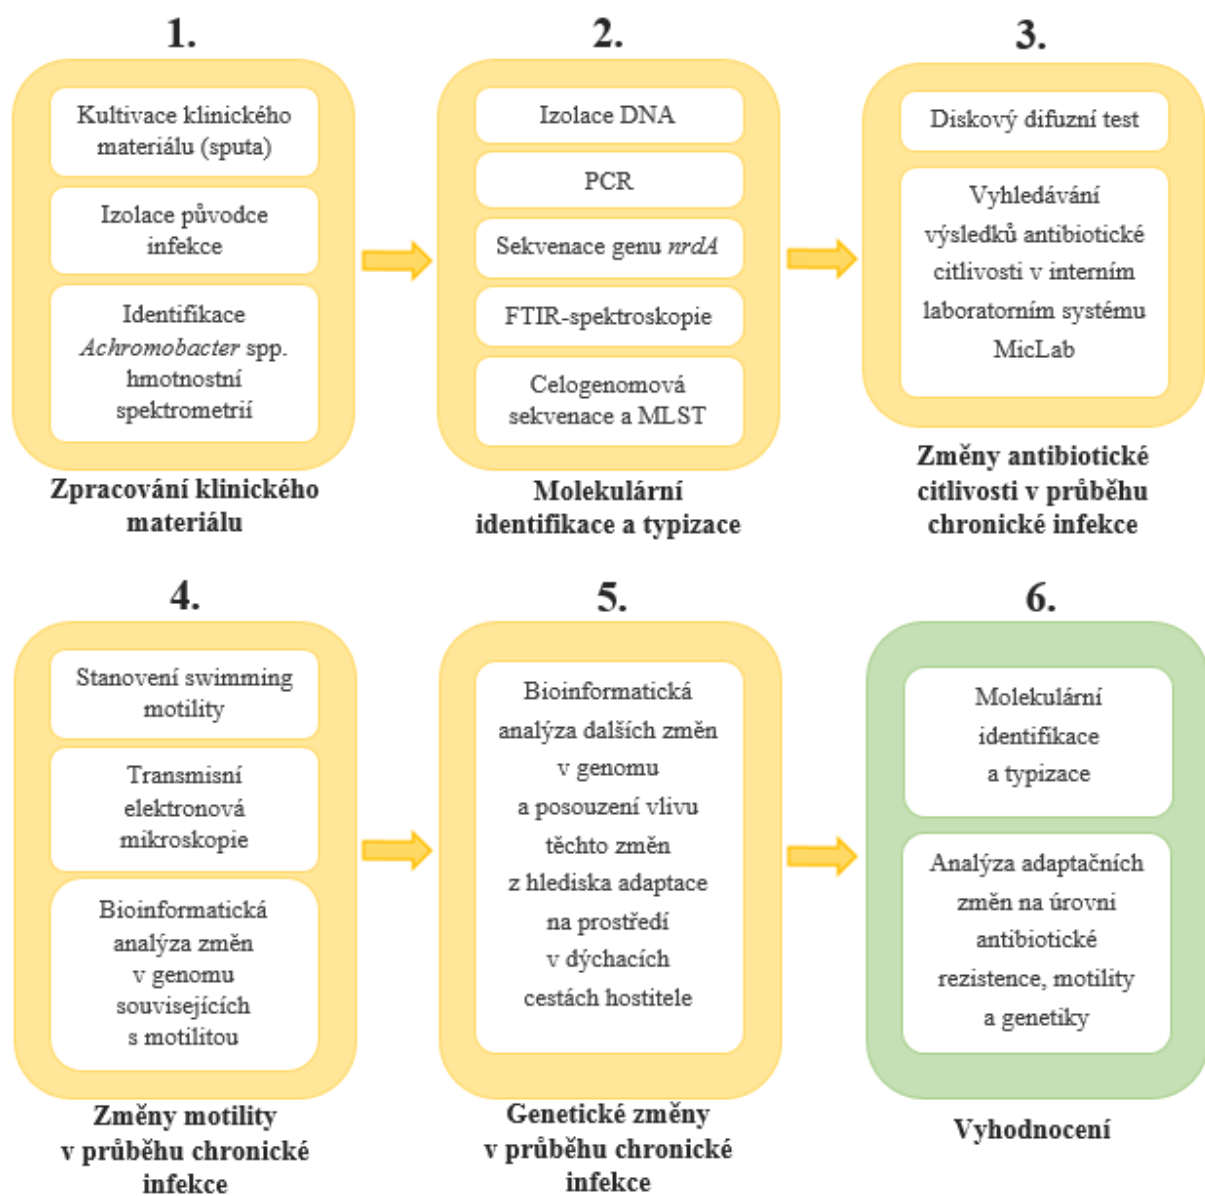 1.
Kultivace klinického
materiálu (sputa)
Izolace původce
infekce
Identifikace
Achromobacter spp.
hmotnostní
spektrometrií
Zpracování klinického
materiálu
2.
Izolace DNA
PCR
Sekvenace genu nrdA
FTIR-spektroskopie
Celogenomová
sekvenace a MLST
Molekulární
identifikace a typizace
3.
Diskový difuzní test
Vyhledávání
výsledků antibiotické
citlivosti v interním
laboratorním systému
MicLab
Změny antibiotické
citlivosti v průběhu
chronické infekce
4.
Stanovení swimming
motility
Transmisní
elektronová
mikroskopie
Bioinformatická
analýza změn
v genomu
souvisejících
s motilitou
Změny motility
v průběhu chronické
infekce
5.
Bioinformatická
analýza dalších změn
v genomu
a posouzení vlivu
těchto změn
z hlediska adaptace
na prostředí
v dýchacích
cestách hostitele
Genetické změny
v průběhu chronické
infekce
6.
Molekulární
identifikace
a typizace
Analýza adaptačních
změn na úrovni
antibiotické
rezistence, motility
a genetiky
Vyhodnocení